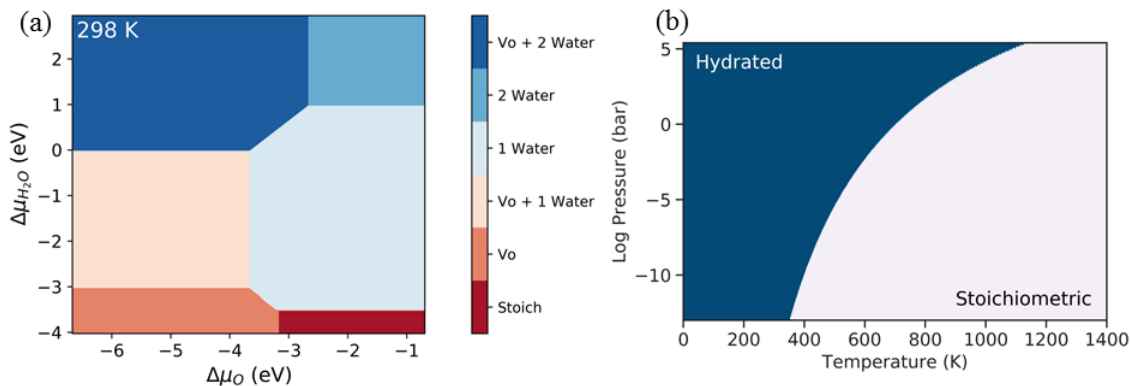 (a)
298 K
2
1
0
−1
−2
−3
−4
Δμ_H₂O (eV)
−6 −5 −4 −3 −2 −1
Δμ_O (eV)
Vo + 2 Water
2 Water
1 Water
Vo + 1 Water
Vo
Stoich
(b)
Hydrated
Stoichiometric
5
0
−5
−10
Log Pressure (bar)
0 200 400 600 800 1000 1200 1400
Temperature (K)